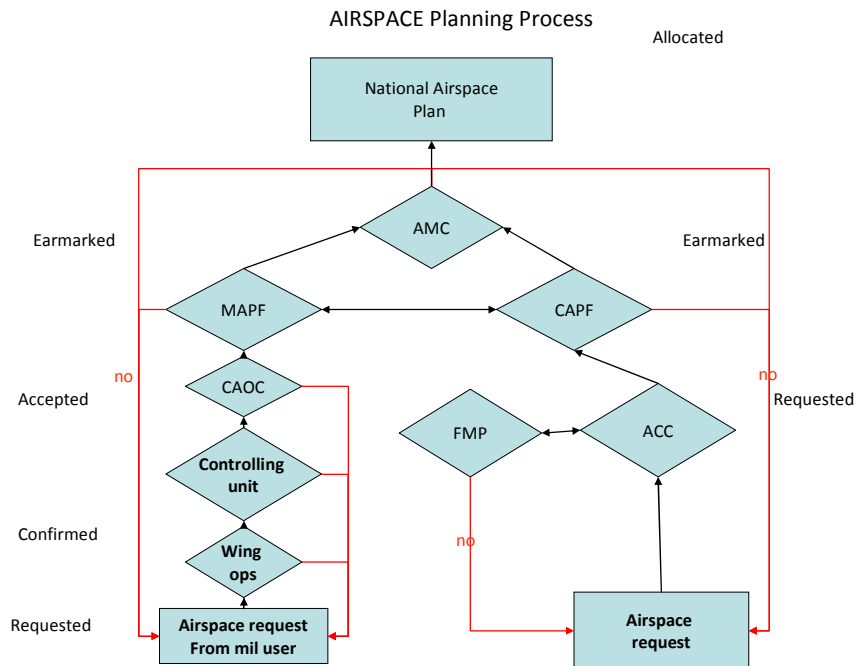 AIRSPACE Planning Process
Allocated
National Airspace
Plan
AMC
Earmarked
Earmarked
MAPF
CAPF
no
no
CAOC
Accepted
Requested
FMP
ACC
Controlling
unit
Confirmed
no
Wing
ops
Requested
Airspace request
From mil user
Airspace
request